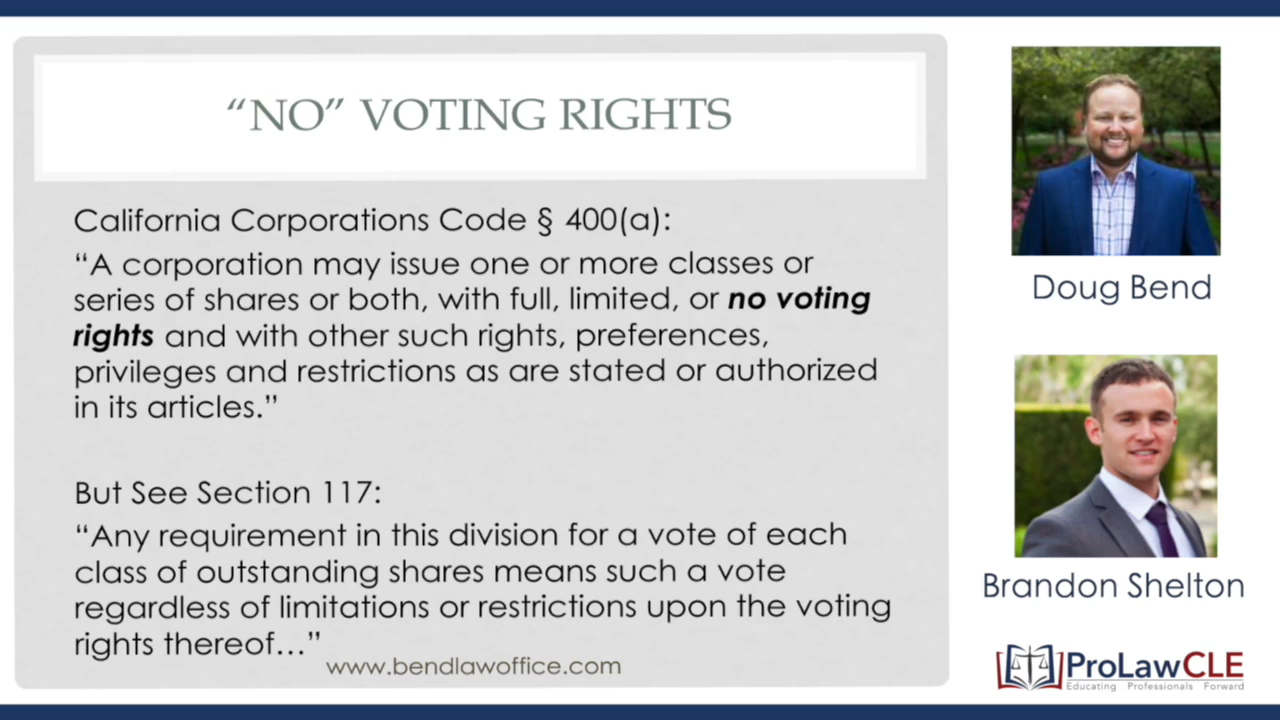 “NO” VOTING RIGHTS
California Corporations Code § 400(a):
“A corporation may issue one or more classes or
series of shares or both, with full, limited, or no voting
rights and with other such rights, preferences,
privileges and restrictions as are stated or authorized
in its articles.”
But See Section 117:
“Any requirement in this division for a vote of each
class of outstanding shares means such a vote
regardless of limitations or restrictions upon the voting
rights thereof…”
www.bendlawoffice.com
Doug Bend
Brandon Shelton
ProLawCLE
Educating Professionals Forward